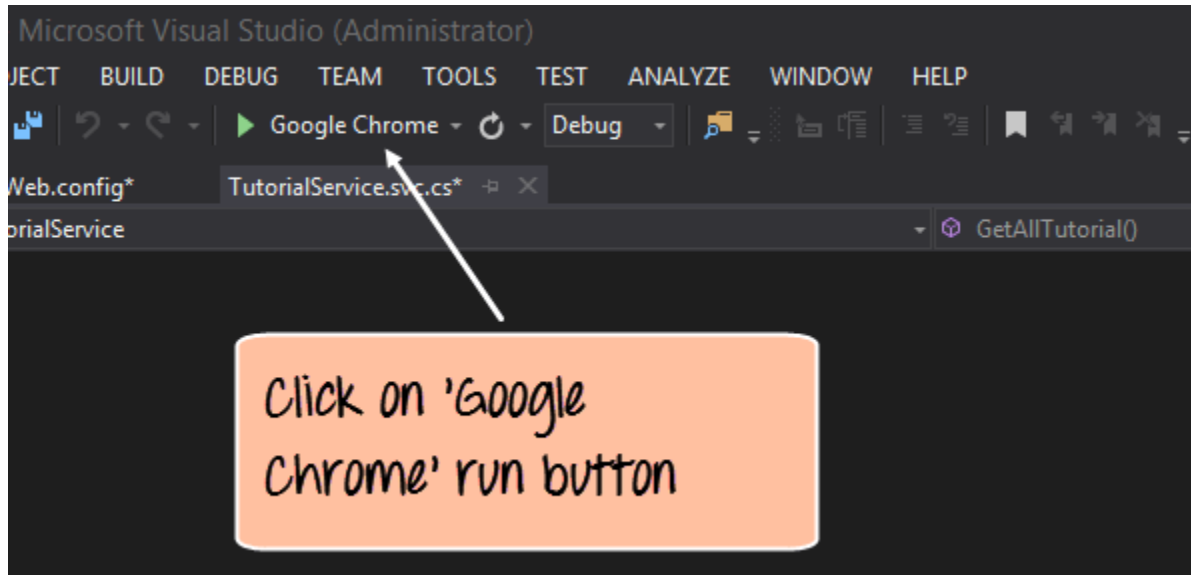 Microsoft Visual Studio (Administrator)
JECT BUILD DEBUG TEAM TOOLS TEST ANALYZE WINDOW HELP
Google Chrome Debug
Web.config* TutorialService.svc.cs*
orialService GetAllTutorial()
Click on 'Google
Chrome' run button